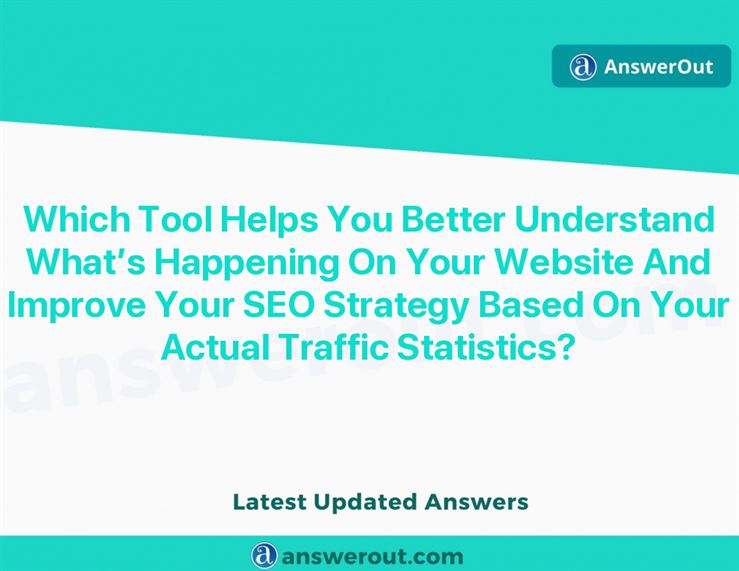 AnswerOut
Which Tool Helps You Better Understand
What's Happening On Your Website And
Improve Your SEO Strategy Based On Your
Actual Traffic Statistics?
answerout.com
Latest Updated Answers
answerout.com